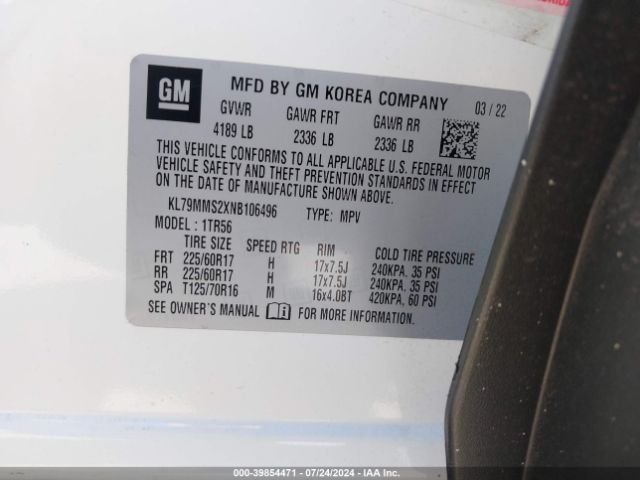 GM
MFD BY GM KOREA COMPANY 03 / 22
GVWR GAWR FRT GAWR RR
4189 LB 2336 LB 2336 LB
THIS VEHICLE CONFORMS TO ALL APPLICABLE U.S. FEDERAL MOTOR
VEHICLE SAFETY AND THEFT PREVENTION STANDARDS IN EFFECT
ON THE DATE OF MANUFACTURE SHOWN ABOVE.
KL79MMS2XNB106496 TYPE: MPV
MODEL : 1TR56
TIRE SIZE SPEED RTG RIM COLD TIRE PRESSURE
FRT 225/60R17 H 17x7.5J 240KPA, 35 PSI
RR 225/60R17 H 17x7.5J 240KPA, 35 PSI
SPA T125/70R16 M 16x4.0BT 420KPA, 60 PSI
SEE OWNER'S MANUAL i FOR MORE INFORMATION.
000-39854471 - 07/24/2024 - IAA Inc.